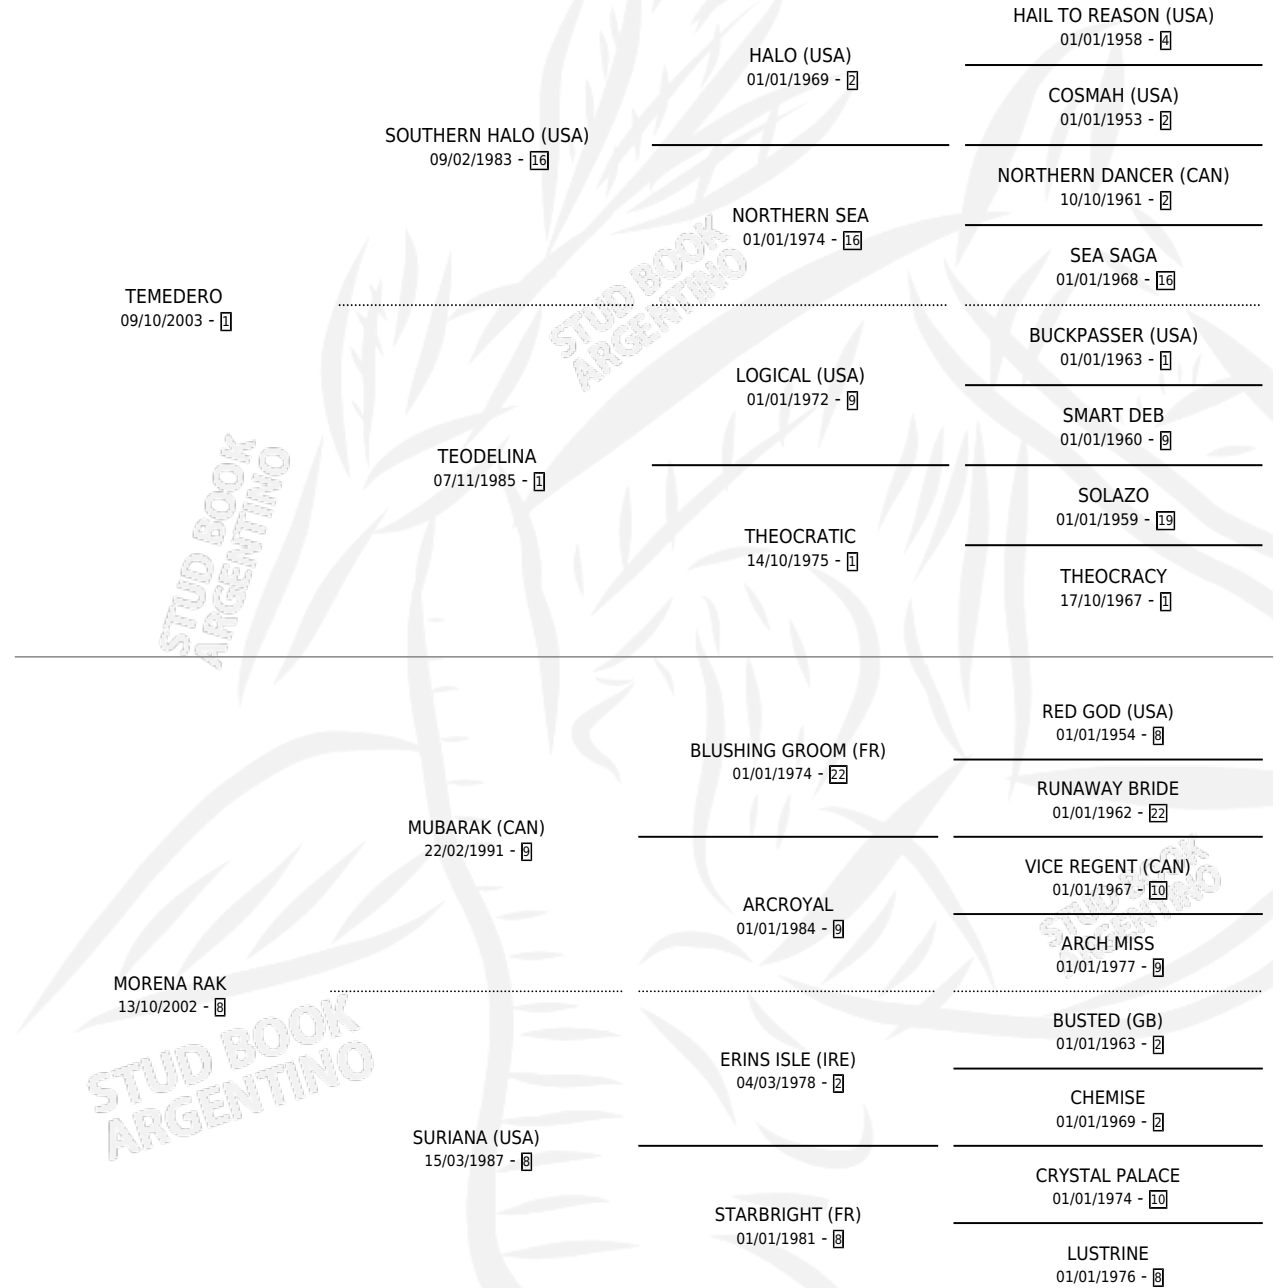 HAIL TO REASON (USA)
01/01/1958 - 4
HALO (USA)
01/01/1969 - 2
COSMAH (USA)
01/01/1953 - 2
SOUTHERN HALO (USA)
09/02/1983 - 16
NORTHERN DANCER (CAN)
10/10/1961 - 2
NORTHERN SEA
01/01/1974 - 16
SEA SAGA
01/01/1968 - 16
STUD BOOK
ARGENTINO
TEMEDERO
09/10/2003 - 1
BUCKPASSER (USA)
01/01/1963 - 1
LOGICAL (USA)
01/01/1972 - 9
SMART DEB
01/01/1960 - 9
TEODELINA
07/11/1985 - 1
SOLAZO
01/01/1959 - 19
THEOCRATIC
14/10/1975 - 1
THEOCRACY
17/10/1967 - 1
STUD BOOK
ARGENTINO
RED GOD (USA)
01/01/1954 - 8
BLUSHING GROOM (FR)
01/01/1974 - 22
RUNAWAY BRIDE
01/01/1962 - 22
MUBARAK (CAN)
22/02/1991 - 9
VICE REGENT (CAN)
01/01/1967 - 10
ARCROYAL
01/01/1984 - 9
ARCH MISS
01/01/1977 - 9
STUD BOOK
ARGENTINO
MORENA RAK
13/10/2002 - 8
BUSTED (GB)
01/01/1963 - 2
ERINS ISLE (IRE)
04/03/1978 - 2
CHEMISE
01/01/1969 - 2
STUD BOOK
ARGENTINO
SURIANA (USA)
15/03/1987 - 8
CRYSTAL PALACE
01/01/1974 - 10
STARBRIGHT (FR)
01/01/1981 - 8
LUSTRINE
01/01/1976 - 8